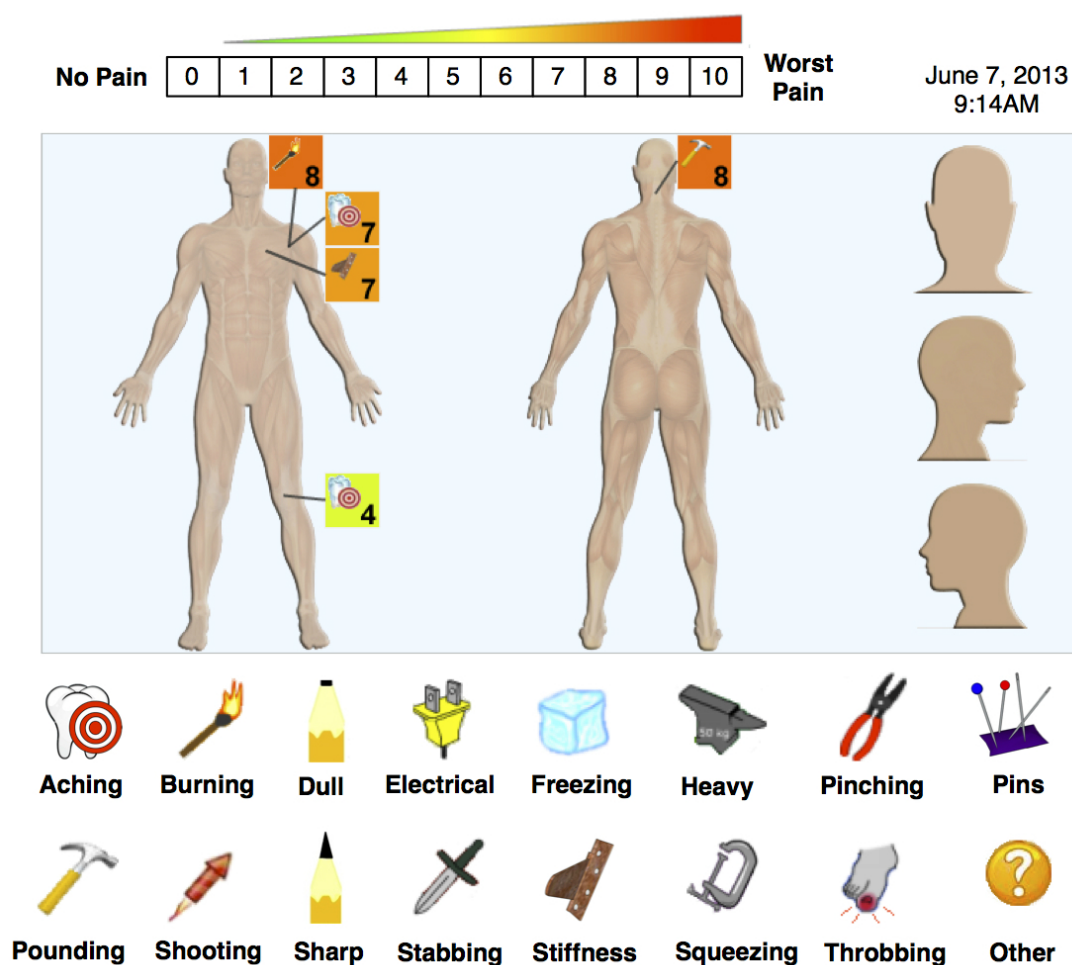 No Pain 0 1 2 3 4 5 6 7 8 9 10 Worst Pain
June 7, 2013
9:14AM
8
7
7
4
8
50 kg
Aching Burning Dull Electrical Freezing Heavy Pinching Pins
Pounding Shooting Sharp Stabbing Stiffness Squeezing Throbbing Other